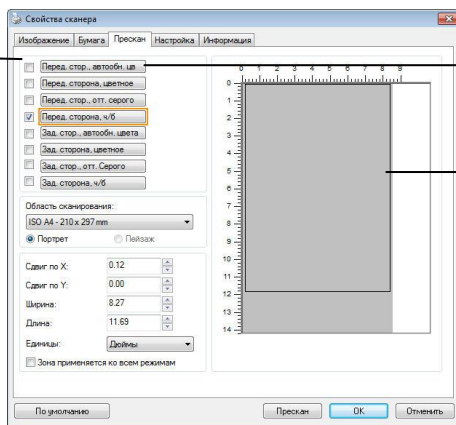 Свойства сканера
Изображение Бумага Прескан Настройка Информация
Перед. стор., автообн. цв
Перед. сторона, цветное
Перед. стор., отт. серого
Перед. сторона, ч/б
Зад. стор., автообн. цвета
Зад. сторона, цветное
Зад. стор., отт. Серого
Зад. сторона, ч/б
Область сканирования:
ISO A4 - 210 x 297 mm
Портрет Пейзаж
Сдвиг по X: 0.12
Сдвиг по Y: 0.00
Ширина: 8.27
Длина: 11.69
Единицы: Дюймы
Зона применяется ко всем режимам
0 1 2 3 4 5 6 7 8 9
0
1
2
3
4
5
6
7
8
9
10
11
12
13
14
По умолчанию Прескан OK Отменить